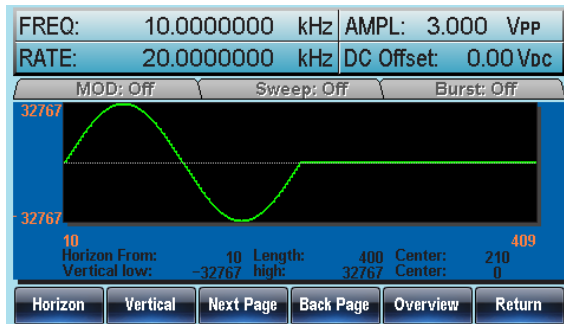 FREQ: 10.0000000 kHz AMPL: 3.000 VPP
RATE: 20.0000000 kHz DC Offset: 0.00 VDC
MOD: Off Sweep: Off Burst: Off
32767
- 32767
10 409
Horizon From: 10 Length: 400 Center: 210
Vertical low: -32767 high: 32767 Center: 0
Horizon Vertical Next Page Back Page Overview Return